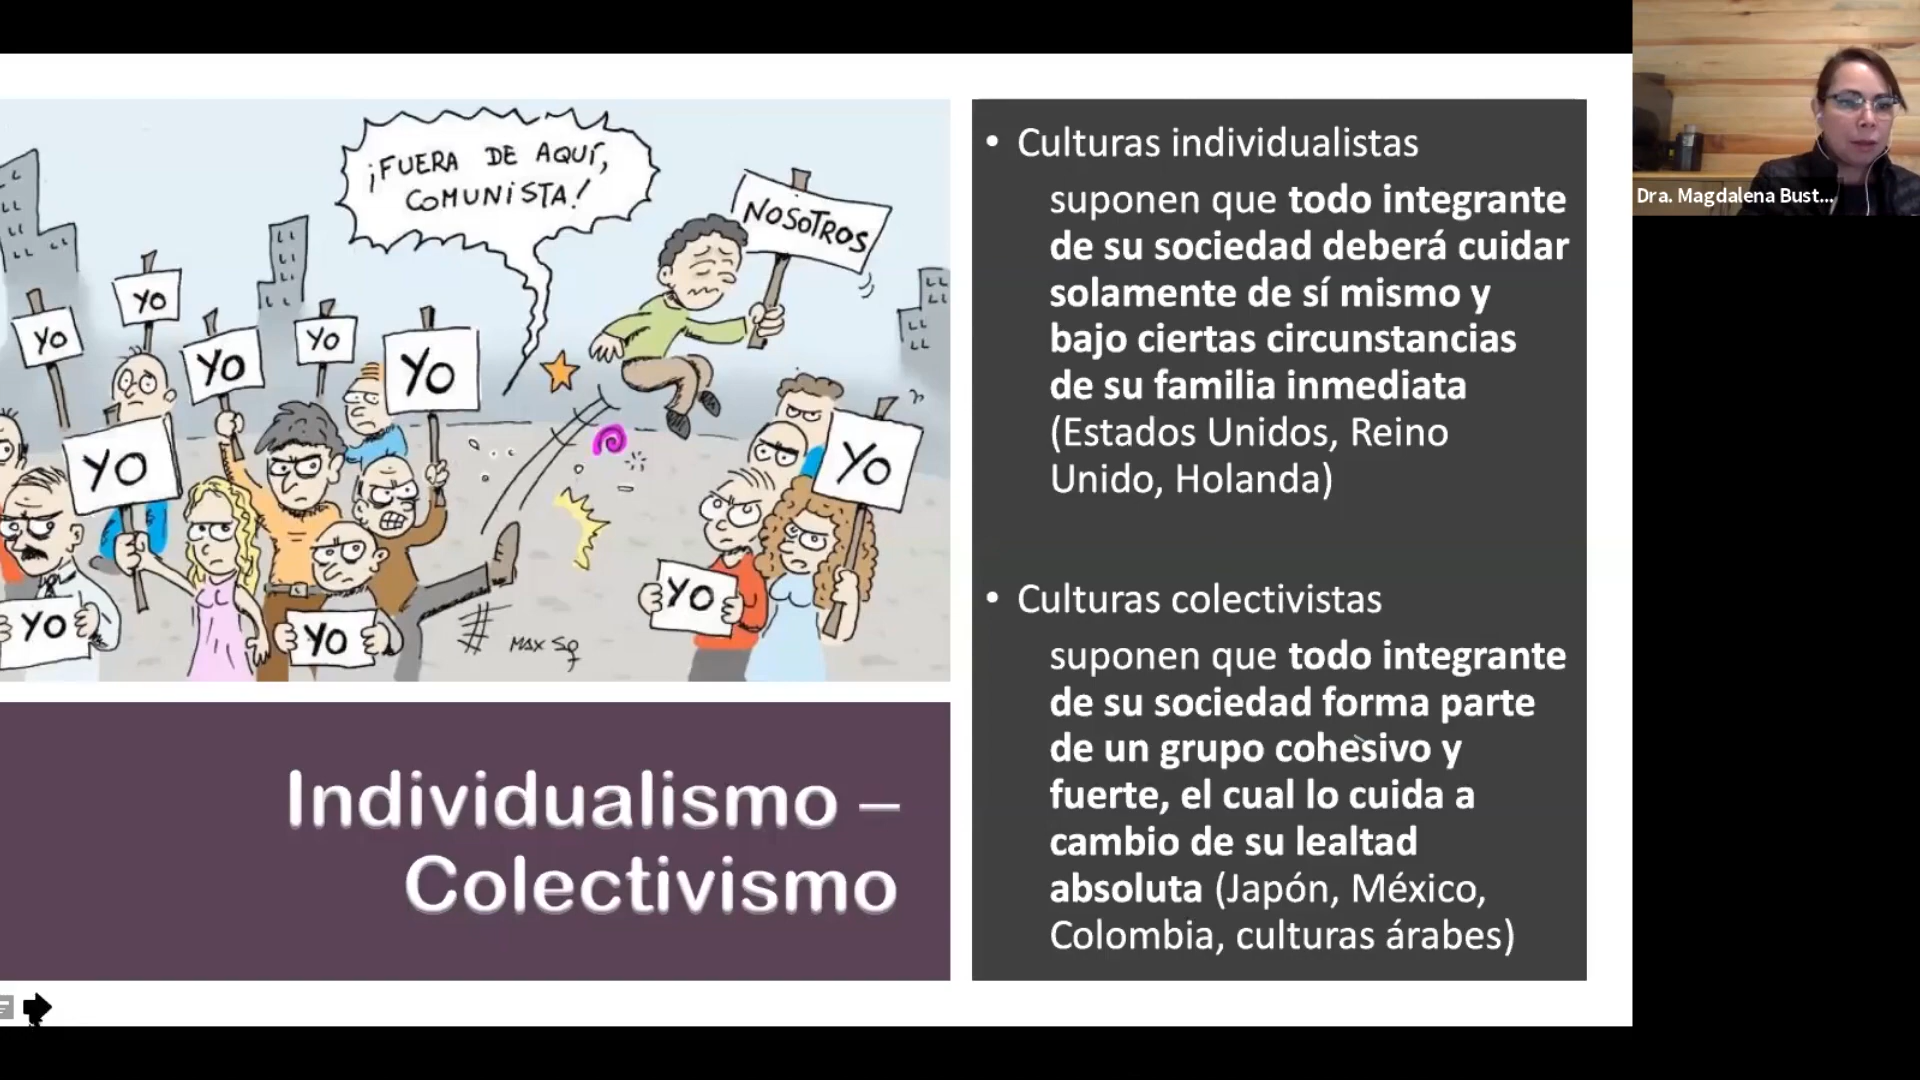 ¡FUERA DE AQUÍ,
COMUNISTA!
NOSOTROS
YO
YO
YO
YO
YO
YO
YO
YO
YO
YO
MAX SQ
Individualismo –
Colectivismo
• Culturas individualistas
suponen que todo integrante
de su sociedad deberá cuidar
solamente de sí mismo y
bajo ciertas circunstancias
de su familia inmediata
(Estados Unidos, Reino
Unido, Holanda)
• Culturas colectivistas
suponen que todo integrante
de su sociedad forma parte
de un grupo cohesivo y
fuerte, el cual lo cuida a
cambio de su lealtad
absoluta (Japón, México,
Colombia, culturas árabes)
Dra. Magdalena Bust...